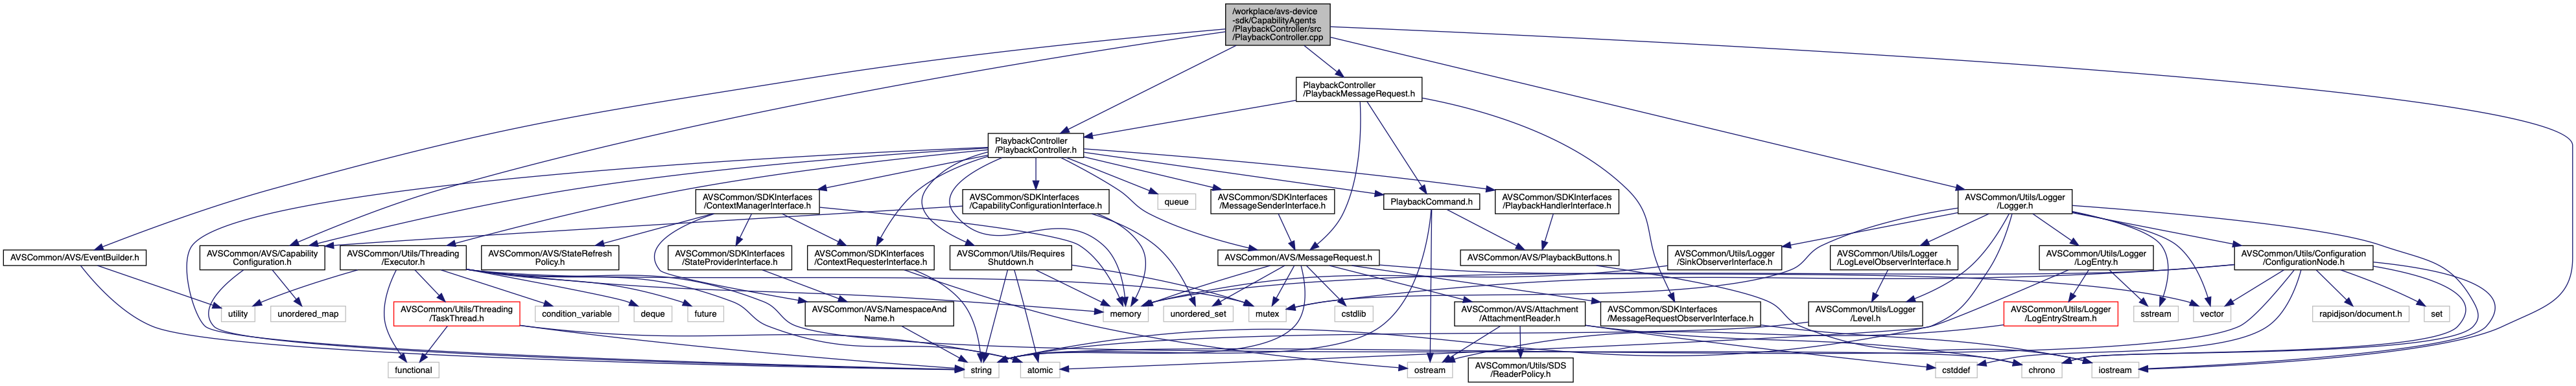 /workplace/avs-device
-sdk/CapabilityAgents
/PlaybackController/src
/PlaybackController.cpp
PlaybackController
/PlaybackMessageRequest.h
PlaybackController
/PlaybackController.h
AVSCommon/SDKInterfaces
/ContextManagerInterface.h
AVSCommon/SDKInterfaces
/CapabilityConfigurationInterface.h
queue
AVSCommon/SDKInterfaces
/MessageSenderInterface.h
PlaybackCommand.h
AVSCommon/SDKInterfaces
/PlaybackHandlerInterface.h
AVSCommon/Utils/Logger
/Logger.h
AVSCommon/AVS/EventBuilder.h
AVSCommon/AVS/Capability
Configuration.h
AVSCommon/Utils/Threading
/Executor.h
AVSCommon/AVS/StateRefresh
Policy.h
AVSCommon/SDKInterfaces
/StateProviderInterface.h
AVSCommon/SDKInterfaces
/ContextRequesterInterface.h
AVSCommon/Utils/Requires
Shutdown.h
AVSCommon/AVS/MessageRequest.h
AVSCommon/AVS/PlaybackButtons.h
AVSCommon/Utils/Logger
/SinkObserverInterface.h
AVSCommon/Utils/Logger
/LogLevelObserverInterface.h
AVSCommon/Utils/Logger
/LogEntry.h
AVSCommon/Utils/Configuration
/ConfigurationNode.h
utility
unordered_map
AVSCommon/Utils/Threading
/TaskThread.h
condition_variable
deque
future
AVSCommon/AVS/NamespaceAnd
Name.h
memory
unordered_set
mutex
cstdlib
AVSCommon/AVS/Attachment
/AttachmentReader.h
AVSCommon/SDKInterfaces
/MessageRequestObserverInterface.h
AVSCommon/Utils/Logger
/Level.h
AVSCommon/Utils/Logger
/LogEntryStream.h
sstream
vector
rapidjson/document.h
set
functional
string
atomic
ostream
AVSCommon/Utils/SDS
/ReaderPolicy.h
cstddef
chrono
iostream